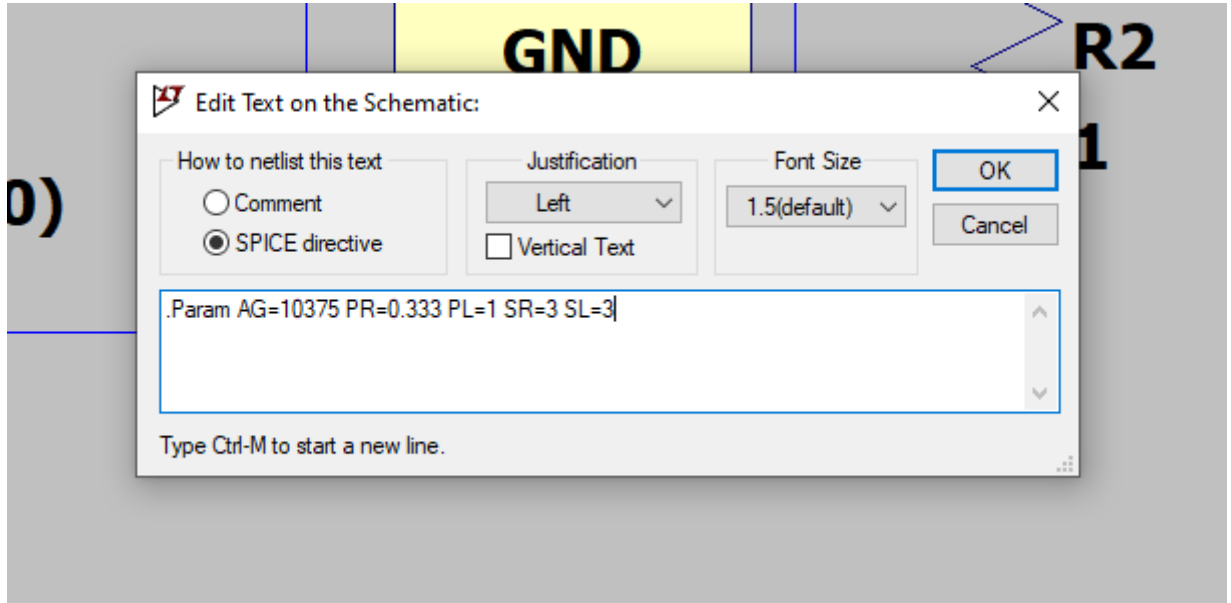 GND
R2
1
0)
Edit Text on the Schematic:
How to netlist this text
Comment
SPICE directive
Justification
Left
Vertical Text
Font Size
1.5(default)
OK
Cancel
.Param AG=10375 PR=0.333 PL=1 SR=3 SL=3
Type Ctrl-M to start a new line.